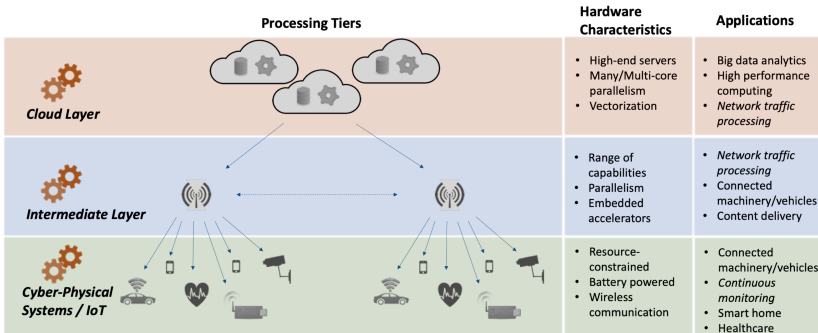 Processing Tiers
Hardware
Characteristics
Applications
Cloud Layer
• High-end servers
• Many/Multi-core
parallelism
• Vectorization
• Big data analytics
• High performance
computing
• Network traffic
processing
Intermediate Layer
• Range of
capabilities
• Parallelism
• Embedded
accelerators
• Network traffic
processing
• Connected
machinery/vehicles
• Content delivery
Cyber-Physical
Systems / IoT
• Resource-
constrained
• Battery powered
• Wireless
communication
• Connected
machinery/vehicles
• Continuous
monitoring
• Smart home
• Healthcare